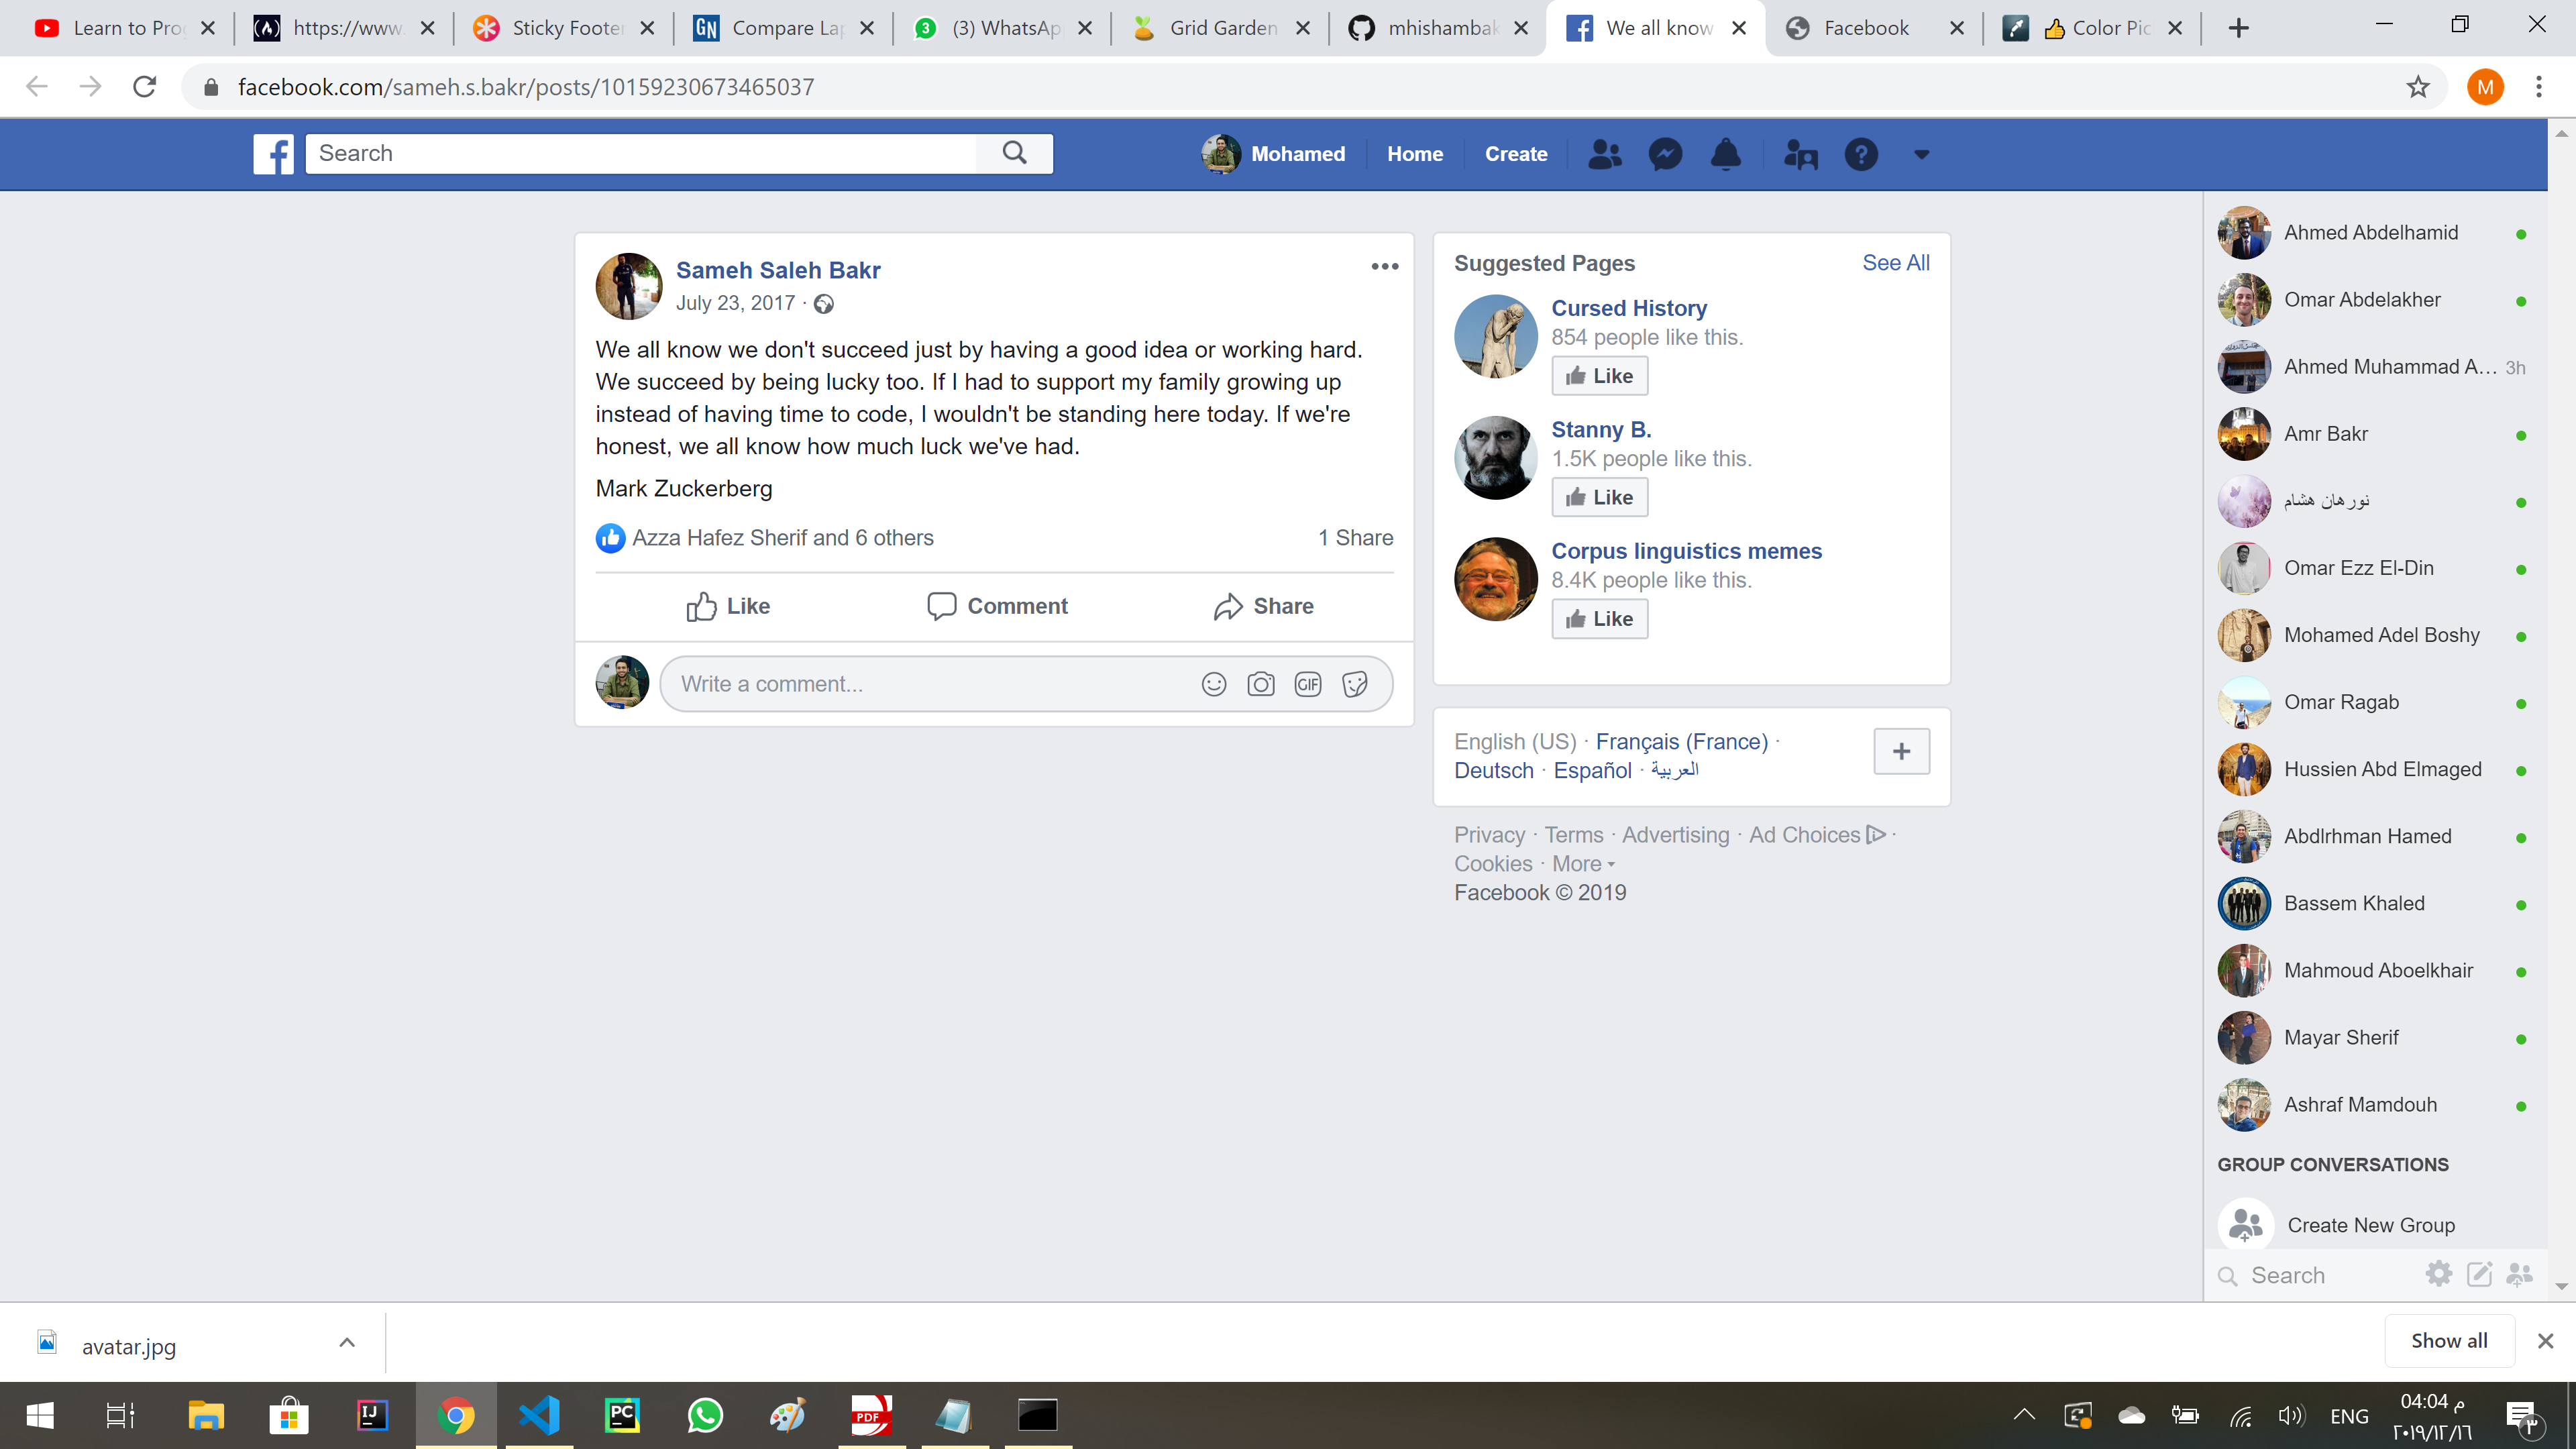 Learn to Pro
https://www.
Sticky Footer
Compare Lap
(3) WhatsAp
Grid Garden
mhishambak
We all know
Facebook
Color Pic
facebook.com/sameh.s.bakr/posts/10159230673465037
M
Search
Mohamed
Home
Create
Sameh Saleh Bakr
July 23, 2017 ·
We all know we don't succeed just by having a good idea or working hard.
We succeed by being lucky too. If I had to support my family growing up
instead of having time to code, I wouldn't be standing here today. If we're
honest, we all know how much luck we've had.
Mark Zuckerberg
Azza Hafez Sherif and 6 others
1 Share
Like
Comment
Share
Write a comment...
GIF
Suggested Pages
See All
Cursed History
854 people like this.
Like
Stanny B.
1.5K people like this.
Like
Corpus linguistics memes
8.4K people like this.
Like
English (US) · Français (France) ·
Deutsch · Español · العربية
Privacy · Terms · Advertising · Ad Choices ·
Cookies · More
Facebook © 2019
Ahmed Abdelhamid
Omar Abdelakher
Ahmed Muhammad A... 3h
Amr Bakr
نورهان هشام
Omar Ezz El-Din
Mohamed Adel Boshy
Omar Ragab
Hussien Abd Elmaged
Abdlrhman Hamed
Bassem Khaled
Mahmoud Aboelkhair
Mayar Sherif
Ashraf Mamdouh
GROUP CONVERSATIONS
Create New Group
Search
avatar.jpg
Show all
ENG
04:04 م
٢٠١٩/١٢/١٦
٣